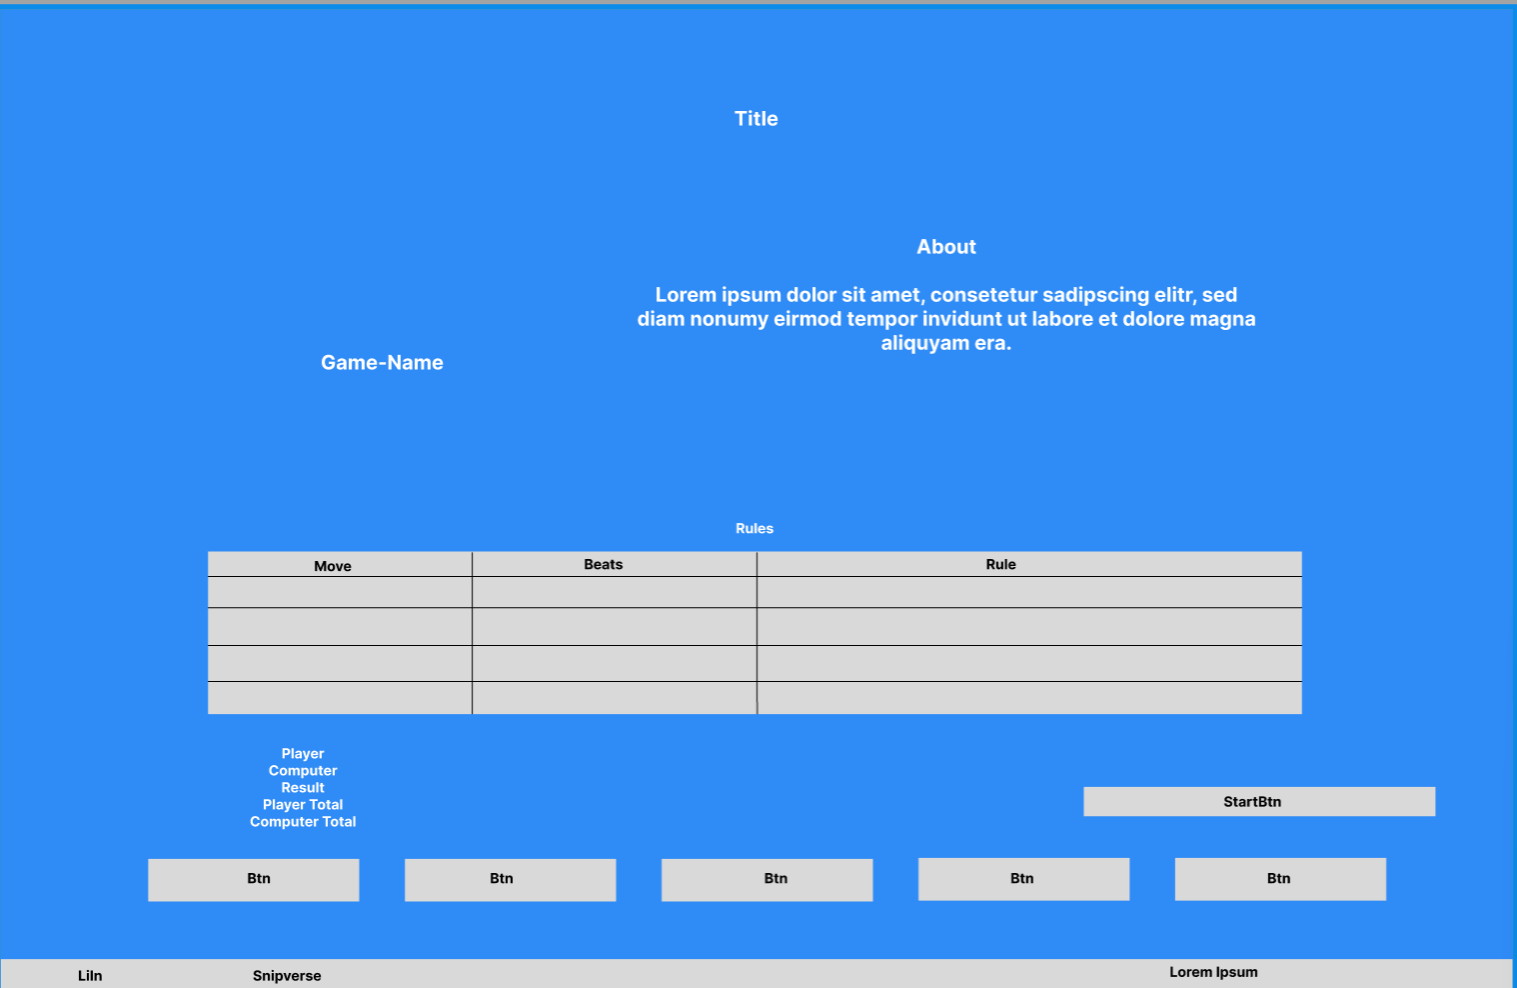 Title
About
Lorem ipsum dolor sit amet, consetetur sadipscing elitr, sed
diam nonumy eirmod tempor invidunt ut labore et dolore magna
aliquyam era.
Game-Name
Rules
Move Beats Rule
Player
Computer
Result
Player Total
Computer Total
StartBtn
Btn Btn Btn Btn Btn
LiIn Snipverse Lorem Ipsum